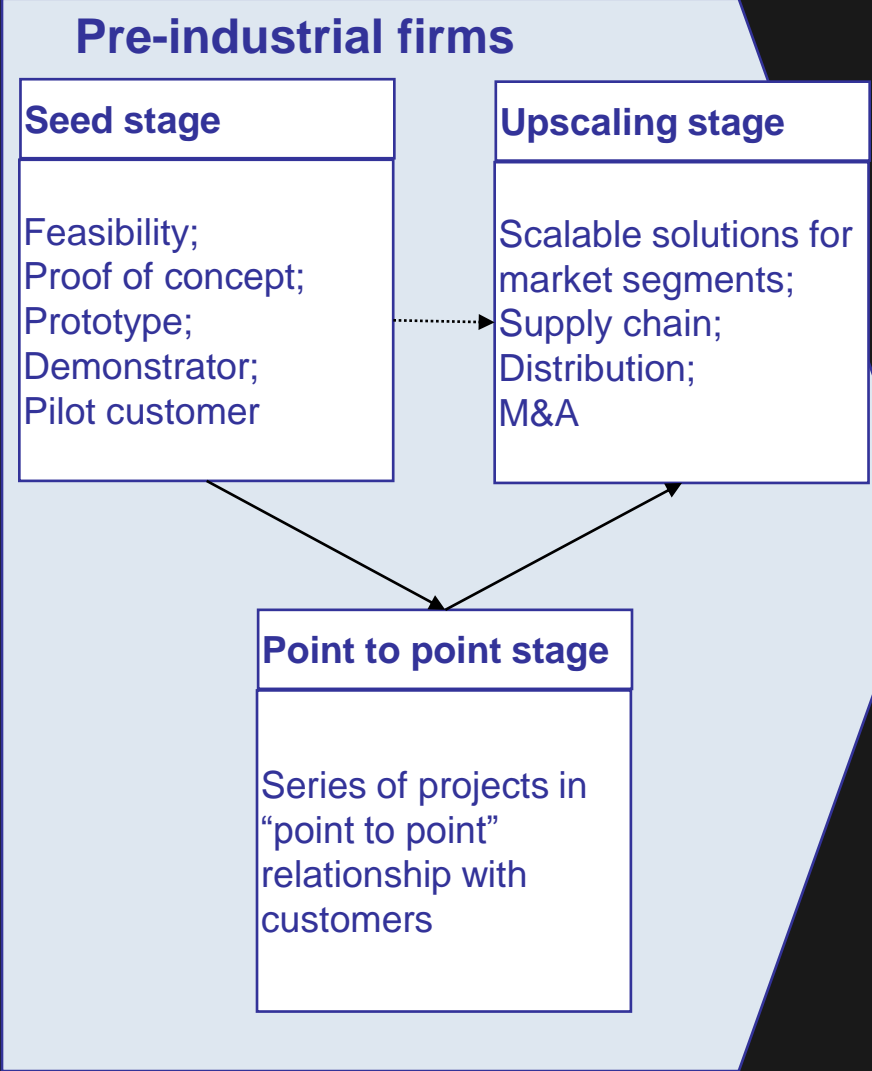 Pre-industrial firms
Seed stage
Feasibility;
Proof of concept;
Prototype;
Demonstrator;
Pilot customer
Upscaling stage
Scalable solutions for
market segments;
Supply chain;
Distribution;
M&A
Point to point stage
Series of projects in
“point to point”
relationship with
customers